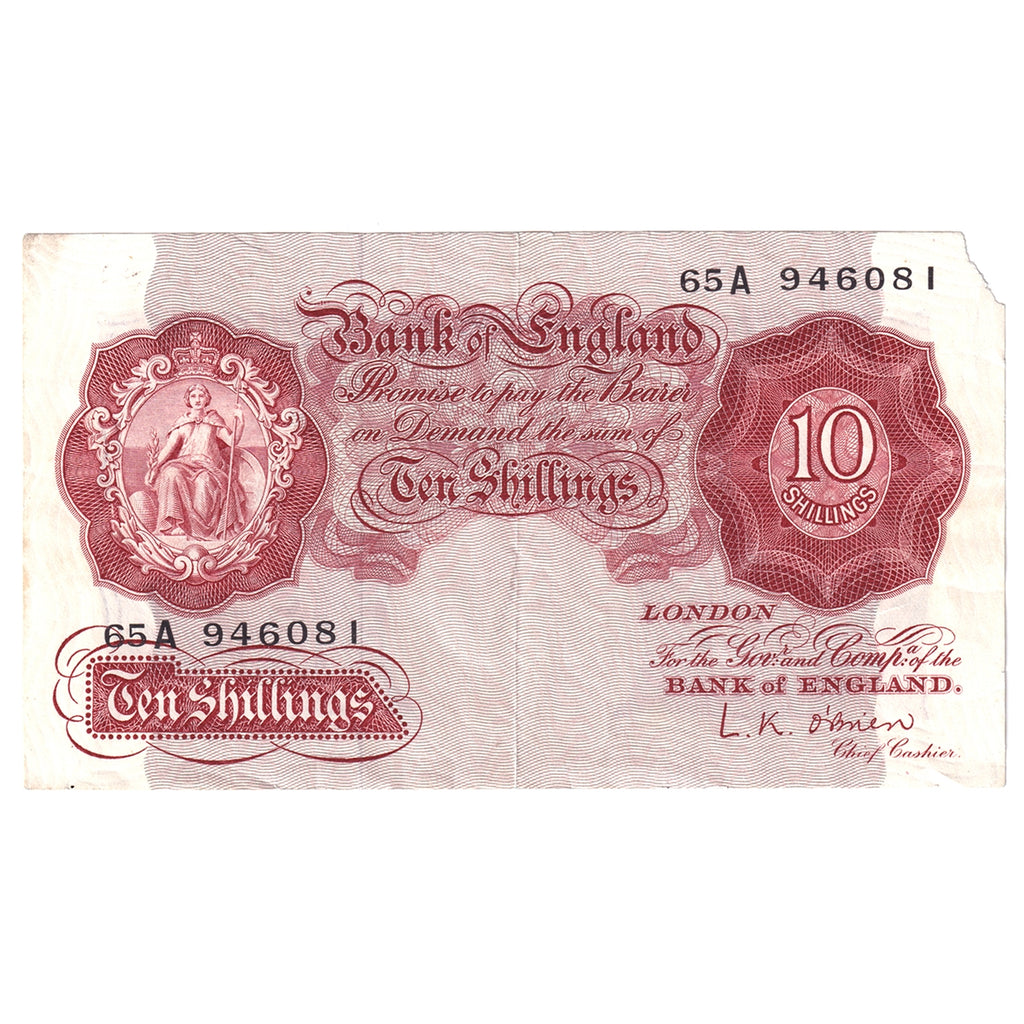 65A 946081
Bank of England
Promise to pay the Bearer
on Demand the sum of
Ten Shillings
10
SHILLINGS
65A 946081
Ten Shillings
LONDON
For the Govr. and Compa. of the
BANK of ENGLAND.
L. K. O'Brien
Chief Cashier.